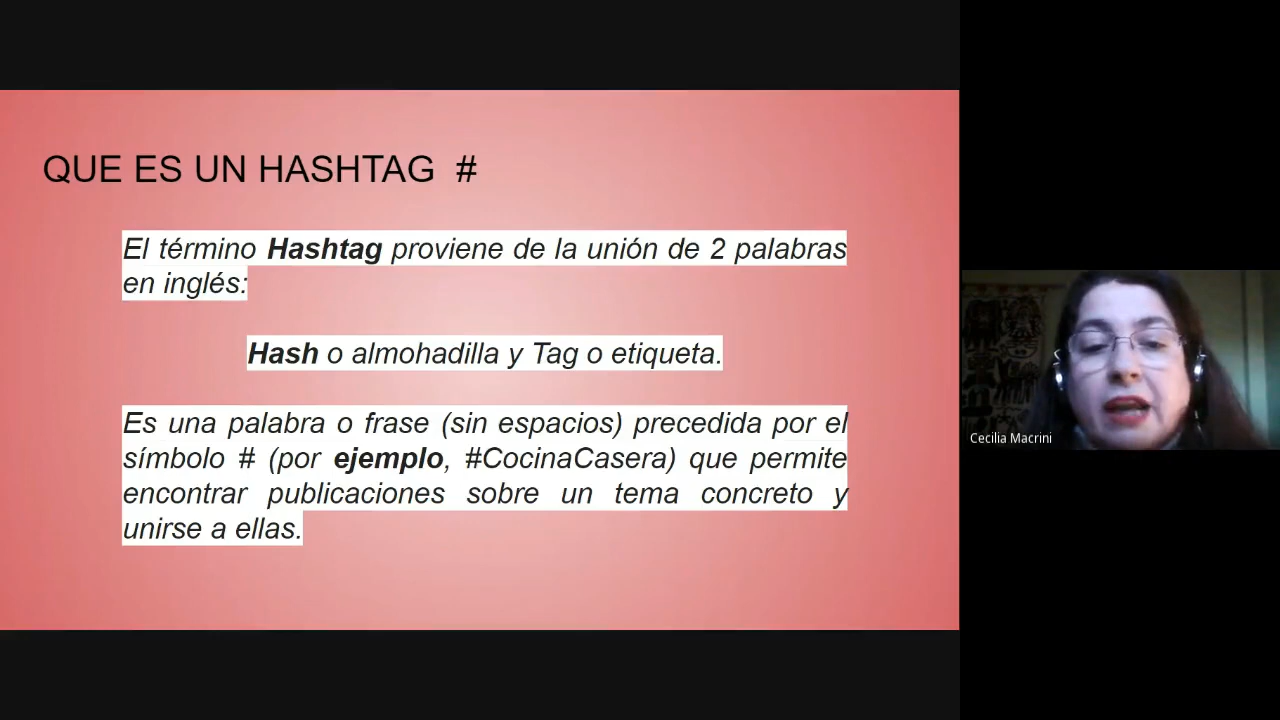 QUE ES UN HASHTAG #
El término Hashtag proviene de la unión de 2 palabras
en inglés:
Hash o almohadilla y Tag o etiqueta.
Es una palabra o frase (sin espacios) precedida por el
símbolo # (por ejemplo, #CocinaCasera) que permite
encontrar publicaciones sobre un tema concreto y
unirse a ellas.
Cecilia Macrini